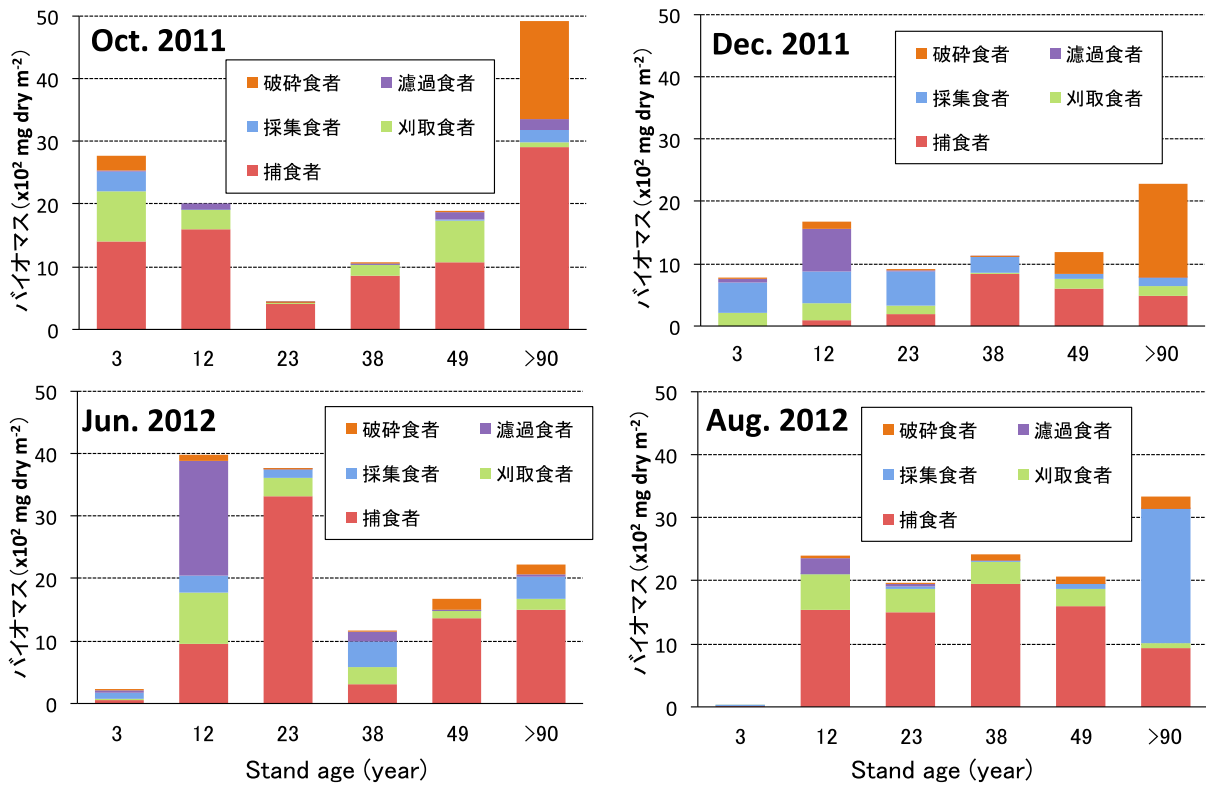 Oct. 2011
破砕食者 濾過食者
採集食者 刈取食者
捕食者
バイオマス(x10² mg dry m⁻²)
50
40
30
20
10
0
3 12 23 38 49 >90
Dec. 2011
破砕食者 濾過食者
採集食者 刈取食者
捕食者
バイオマス(x10² mg dry m⁻²)
50
40
30
20
10
0
3 12 23 38 49 >90
Jun. 2012
破砕食者 濾過食者
採集食者 刈取食者
捕食者
バイオマス(x10² mg dry m⁻²)
50
40
30
20
10
0
3 12 23 38 49 >90
Stand age (year)
Aug. 2012
破砕食者 濾過食者
採集食者 刈取食者
捕食者
バイオマス(x10² mg dry m⁻²)
50
40
30
20
10
0
3 12 23 38 49 >90
Stand age (year)